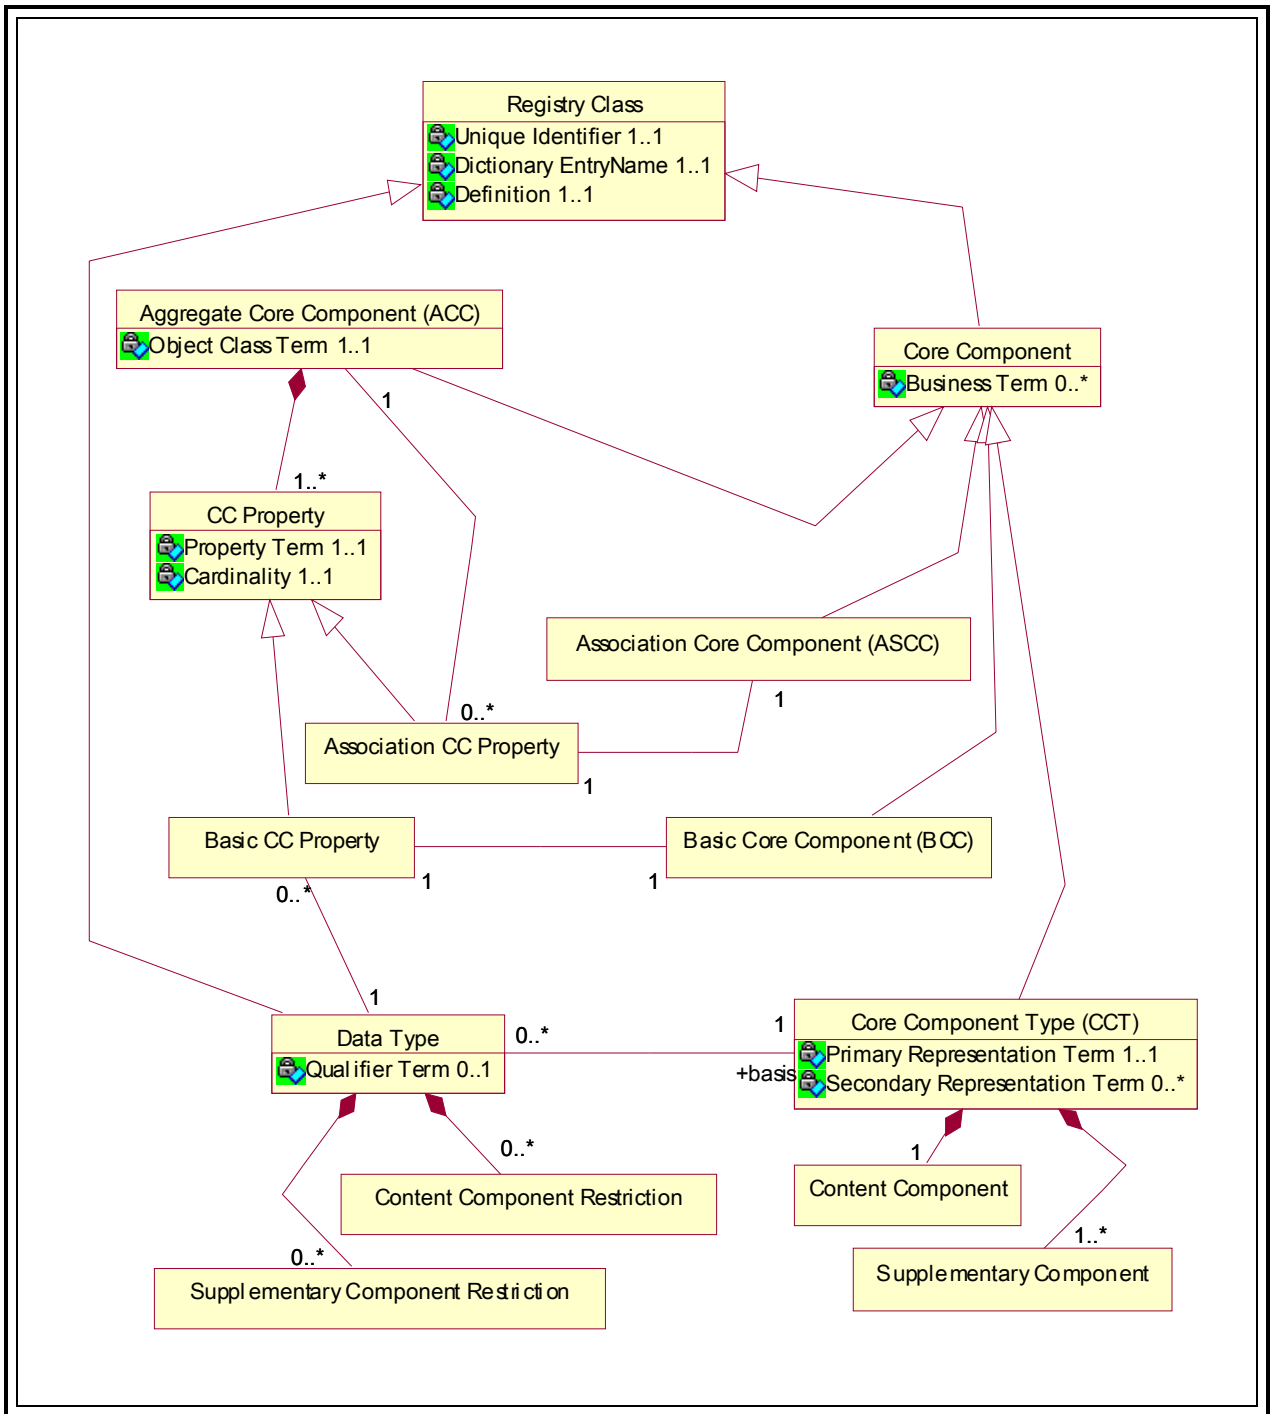 Registry Class
Unique Identifier 1..1
Dictionary EntryName 1..1
Definition 1..1
Aggregate Core Component (ACC)
Object Class Term 1..1
Core Component
Business Term 0..*
1
1..*
CC Property
Property Term 1..1
Cardinality 1..1
Association Core Component (ASCC)
1
0..*
Association CC Property
1
Basic CC Property
Basic Core Component (BCC)
1
1
0..*
1
Data Type
Qualifier Term 0..1
0..*
1
+basis
Core Component Type (CCT)
Primary Representation Term 1..1
Secondary Representation Term 0..*
0..*
Content Component Restriction
1
Content Component
0..*
Supplementary Component Restriction
1..*
Supplementary Component